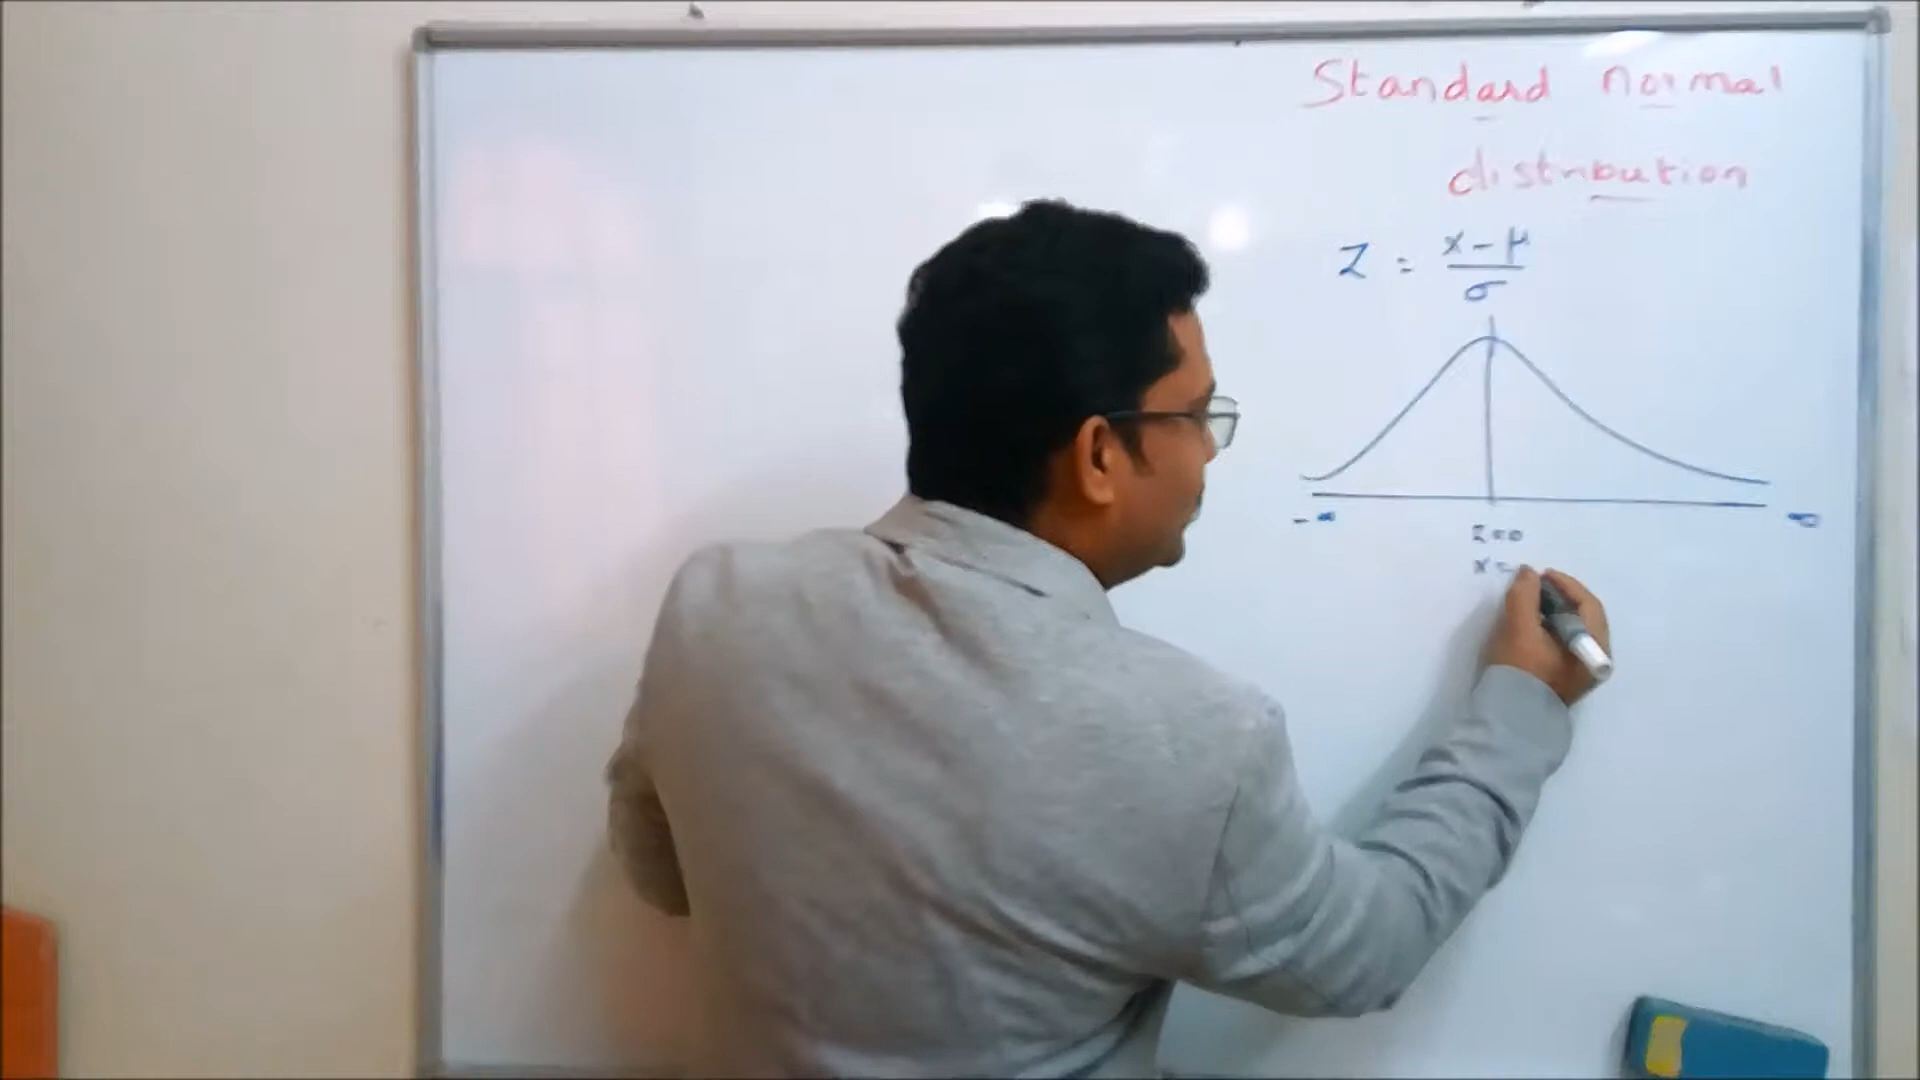 Standard normal
distribution
Z = x - μ
σ
-∞ ∞
z=0
x=